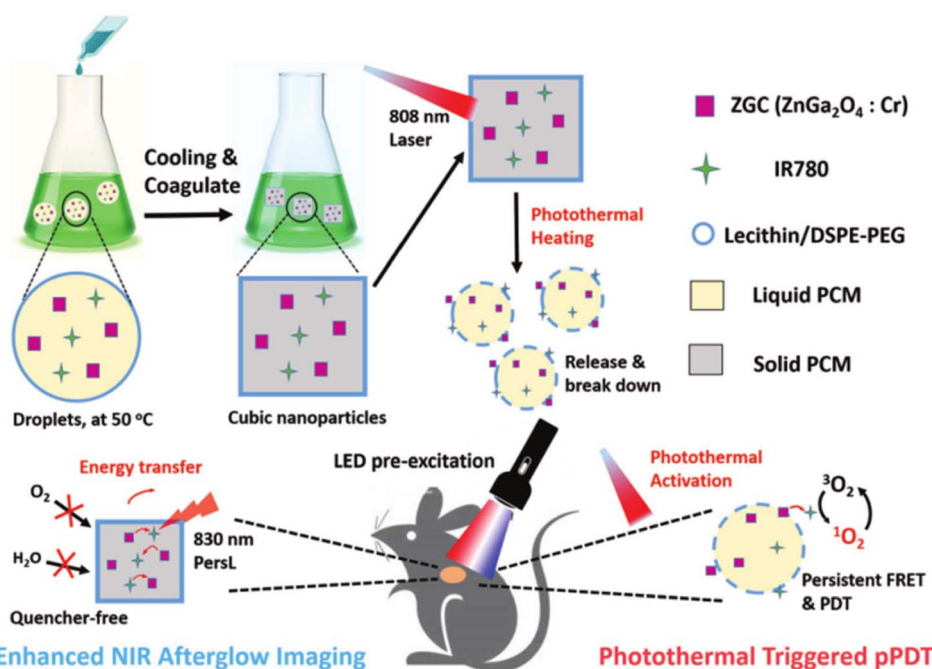 Cooling &
Coagulate
808 nm
Laser
ZGC (ZnGa₂O₄ : Cr)
IR780
Photothermal
Heating
Lecithin/DSPE-PEG
Liquid PCM
Solid PCM
Release &
break down
Droplets, at 50 °C
Cubic nanoparticles
Energy transfer
O₂
H₂O
830 nm
PersL
Quencher-free
LED pre-excitation
Photothermal
Activation
³O₂
¹O₂
Persistent FRET
& PDT
Enhanced NIR Afterglow Imaging
Photothermal Triggered pPDT